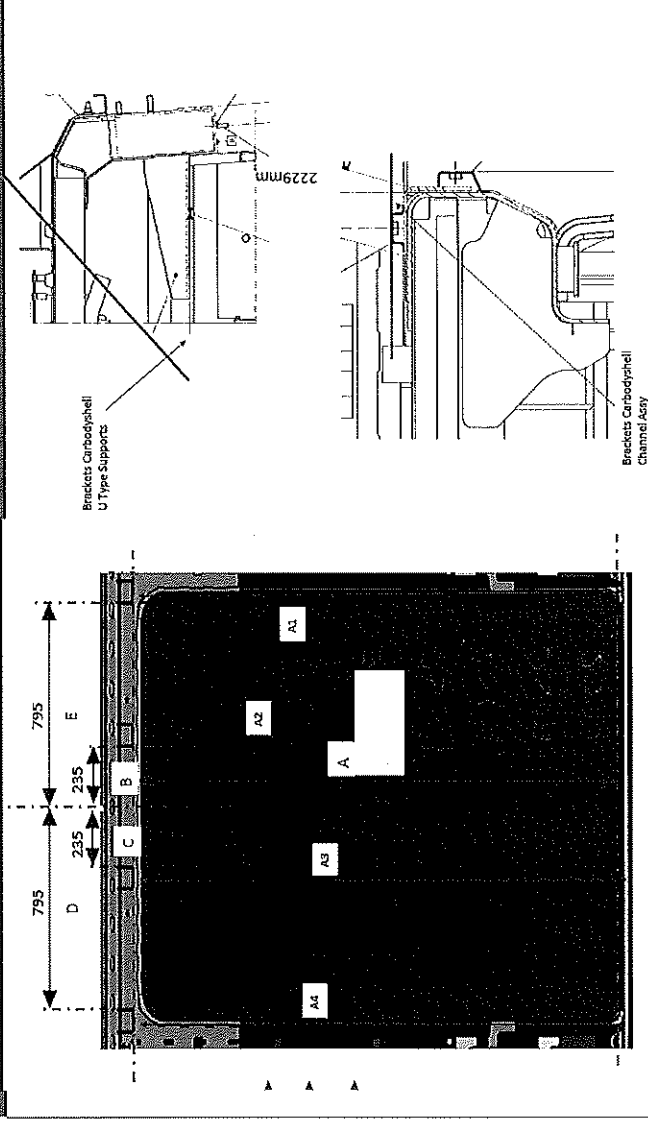 795
795
235
235
D
C
B
E
A1
A2
A
A3
A4
Brackets Carbodyshell
U Type Supports
2229mm
Brackets Carbodyshell
Channel Assy